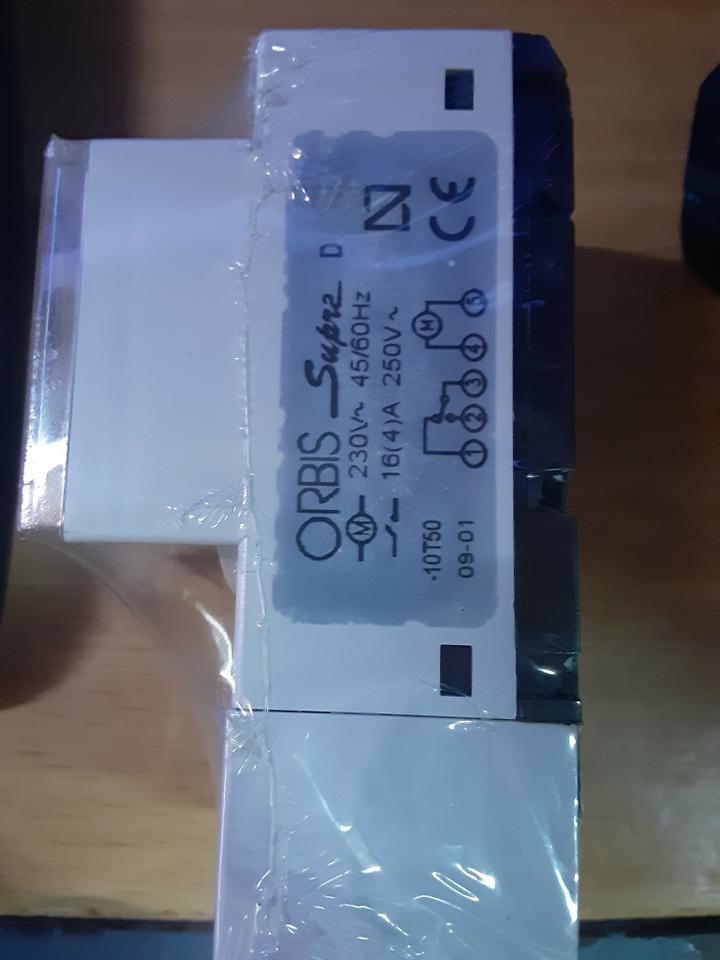 ORBIS Supra D
M 230V~ 45/60Hz
16(4)A 250V~
N
CE
M
1 2 3 4 5
-10T50
09-01